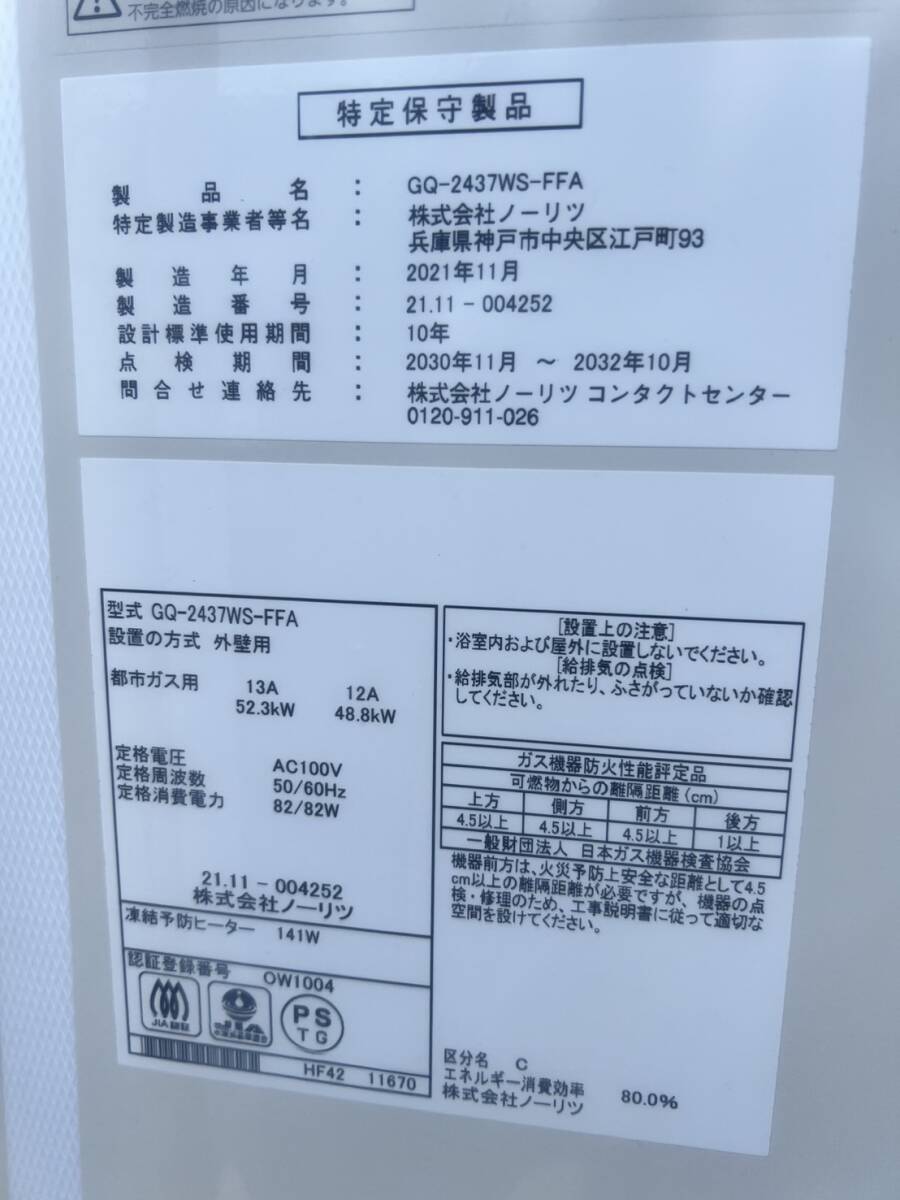 不完全燃焼の原因になります。
特定保守製品
製品名 : GQ-2437WS-FFA
特定製造事業者等名 : 株式会社ノーリツ
兵庫県神戸市中央区江戸町93
製造年月 : 2021年11月
製造番号 : 21.11 - 004252
設計標準使用期間 : 10年
点検期間 : 2030年11月 ～ 2032年10月
問合せ連絡先 : 株式会社ノーリツ コンタクトセンター
0120-911-026
型式 GQ-2437WS-FFA
設置の方式 外壁用
都市ガス用 13A 12A
52.3kW 48.8kW
定格電圧 AC100V
定格周波数 50/60Hz
定格消費電力 82/82W
21.11 - 004252
株式会社ノーリツ
凍結予防ヒーター 141W
認証登録番号 OW1004
JIA認証
JIA
PS
TG
HF42 11670
[設置上の注意]
・浴室内および屋外に設置しないでください。
[給排気の点検]
・給排気部が外れたり、ふさがっていないか確認
してください。
ガス機器防火性能評定品
可燃物からの離隔距離(cm)
上方 側方 前方 後方
4.5以上 4.5以上 4.5以上 1以上
一般財団法人 日本ガス機器検査協会
機器前方は、火災予防上安全な距離として4.5
cm以上の離隔距離が必要ですが、機器の点
検・修理のため、工事説明書に従って適切な
空間を設けてください。
区分名 C
エネルギー消費効率 80.0%
株式会社ノーリツ